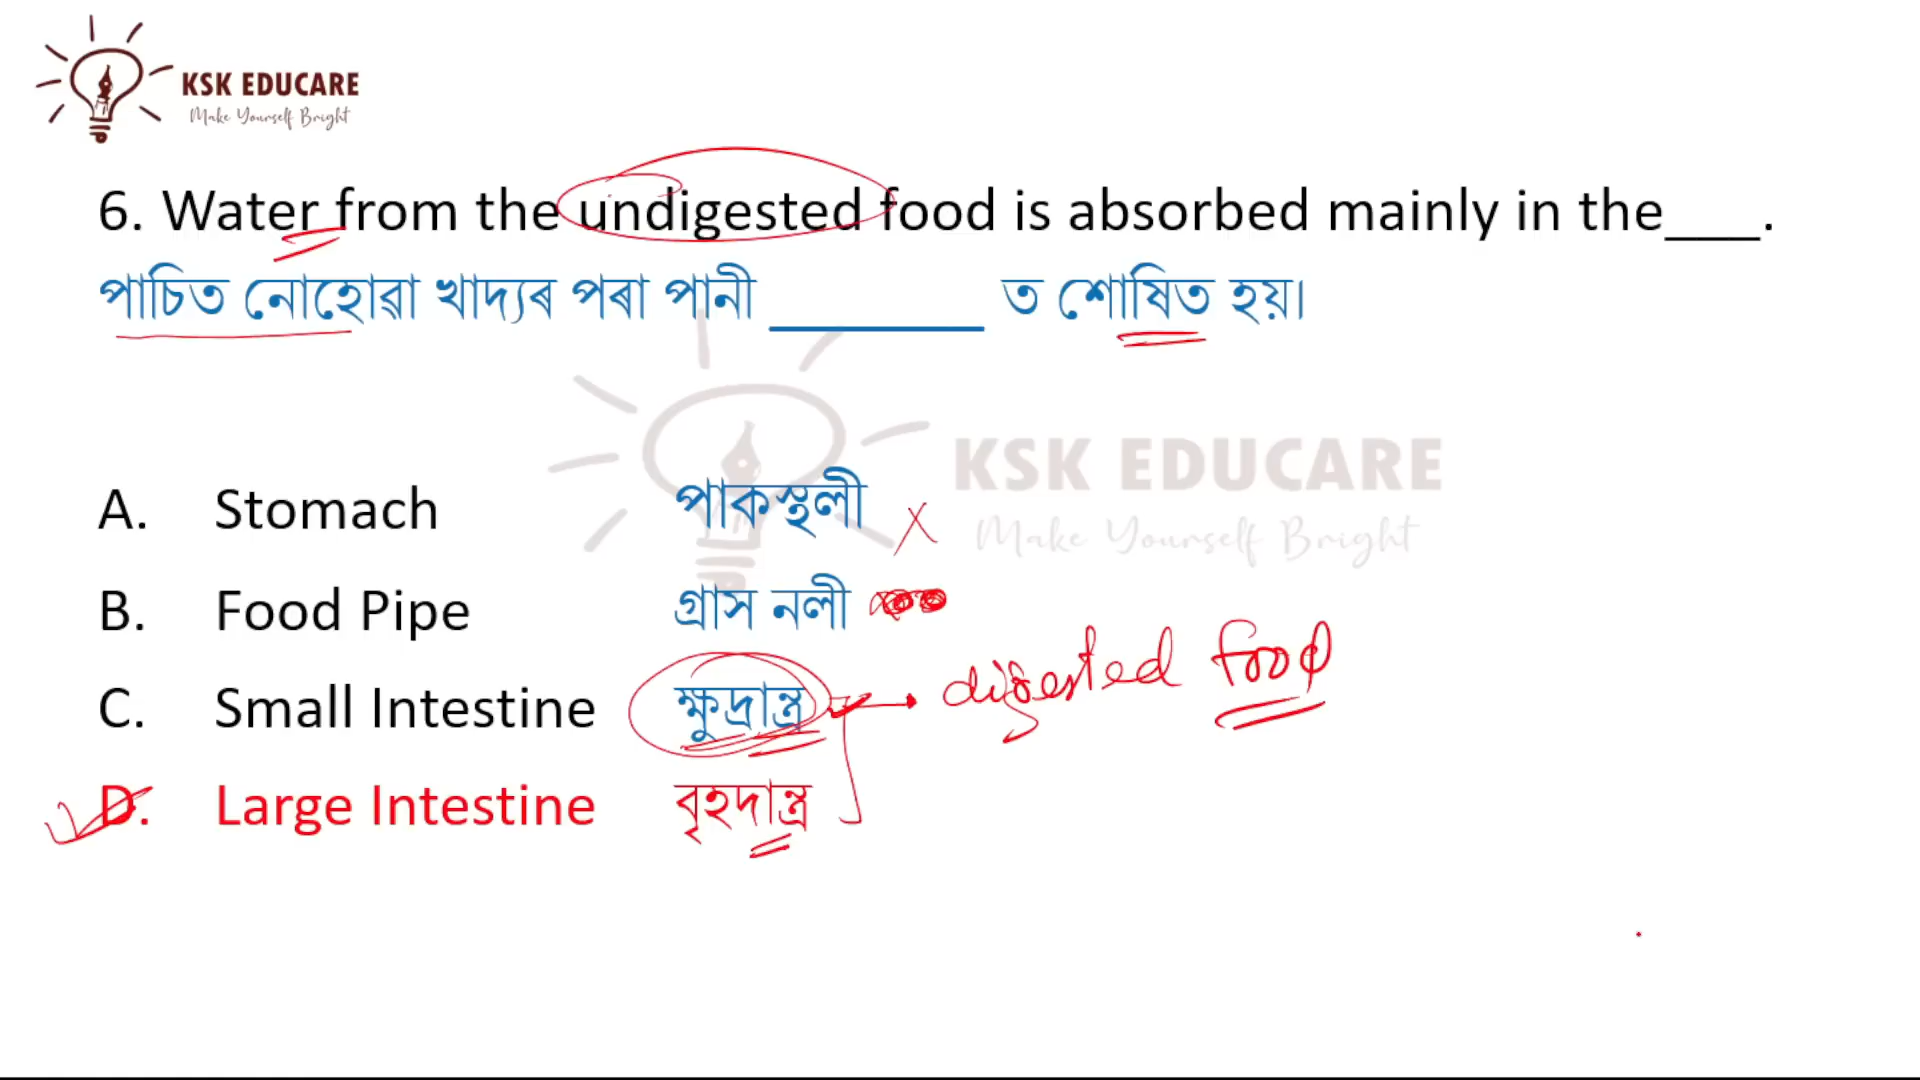 KSK EDUCARE
Make Yourself Bright
6. Water from the undigested food is absorbed mainly in the___.
পাচিত নোহোৱা খাদ্যৰ পৰা পানী ________ ত শোষিত হয়।
KSK EDUCARE
Make Yourself Bright
A. Stomach পাকস্থলী X
B. Food Pipe গ্ৰাস নলী
C. Small Intestine ক্ষুদ্ৰান্ত্ৰ → digested food
D. Large Intestine বৃহদান্ত্ৰ